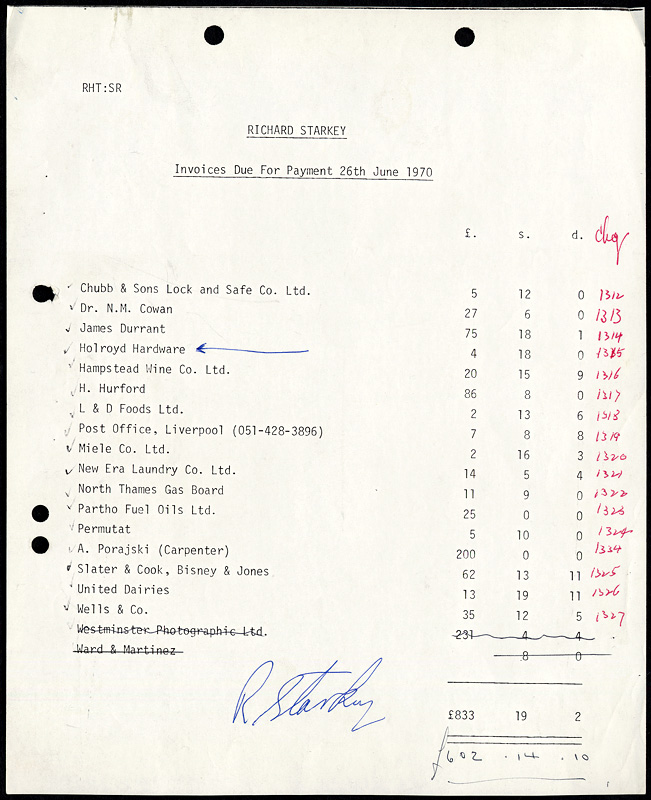 RHT:SR
RICHARD STARKEY
Invoices Due For Payment 26th June 1970
£. s. d. chq
Chubb & Sons Lock and Safe Co. Ltd. 5 12 0 1312
Dr. N.M. Cowan 27 6 0 1313
James Durrant 75 18 1 1314
Holroyd Hardware 4 18 0 1315
Hampstead Wine Co. Ltd. 20 15 9 1316
H. Hurford 86 8 0 1317
L & D Foods Ltd. 2 13 6 1318
Post Office, Liverpool (051-428-3896) 7 8 8 1319
Miele Co. Ltd. 2 16 3 1320
New Era Laundry Co. Ltd. 14 5 4 1321
North Thames Gas Board 11 9 0 1322
Partho Fuel Oils Ltd. 25 0 0 1323
Permutat 5 10 0 1324
A. Porajski (Carpenter) 200 0 0 1334
Slater & Cook, Bisney & Jones 62 13 11 1325
United Dairies 13 19 11 1326
Wells & Co. 35 12 5 1327
Westminster Photographic Ltd. 231 4 4
Ward & Martinez 8 0
R. Starkey
£833 19 2
£602 . 14 . 10